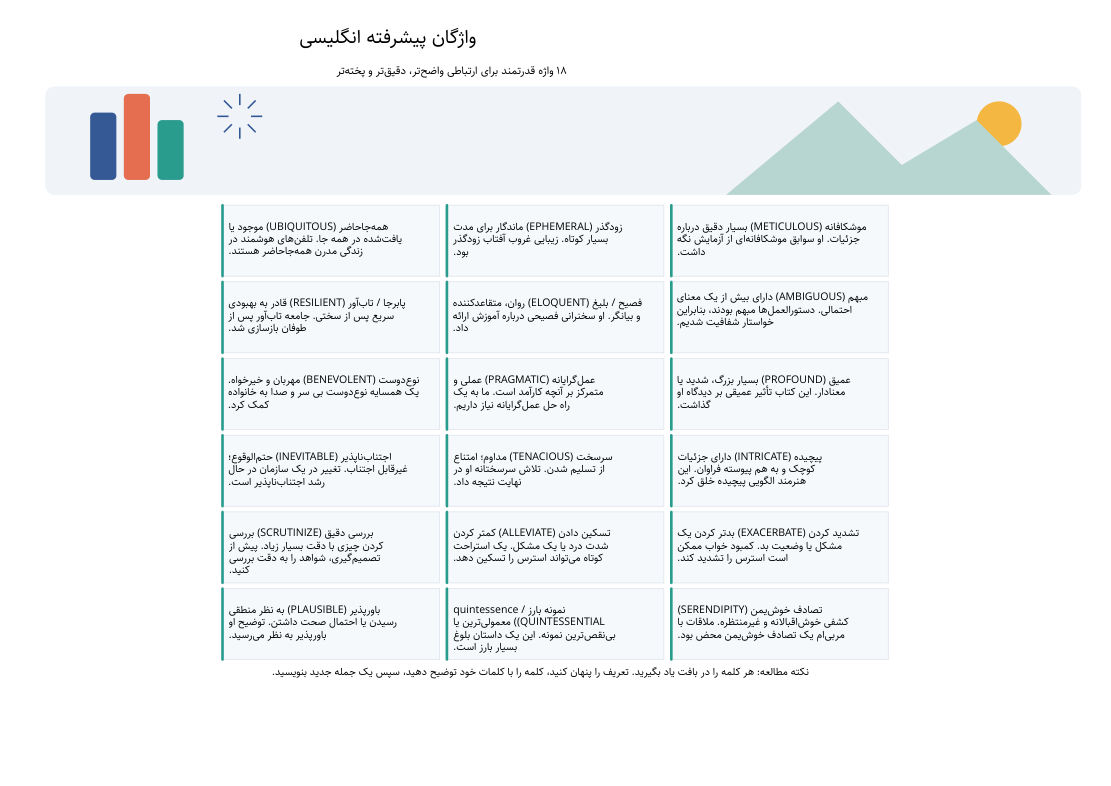 واژگان پیشرفته انگلیسی
۱۸ واژه قدرتمند برای ارتباطی واضح‌تر، دقیق‌تر و پخته‌تر
موشکافانه (METICULOUS) بسیار دقیق درباره
جزئیات. او سوابق موشکافانه‌ای از آزمایش نگه
داشت.
زودگذر (EPHEMERAL) ماندگار برای مدت
بسیار کوتاه. زیبایی غروب آفتاب زودگذر
بود.
همه‌جاحاضر (UBIQUITOUS) موجود یا
یافت‌شده در همه جا. تلفن‌های هوشمند در
زندگی مدرن همه‌جاحاضر هستند.
مبهم (AMBIGUOUS) دارای بیش از یک معنای
احتمالی. دستورالعمل‌ها مبهم بودند، بنابراین
خواستار شفافیت شدیم.
فصیح / بلیغ (ELOQUENT) روان، متقاعدکننده
و بیانگر. او سخنرانی فصیحی درباره آموزش ارائه
داد.
پابرجا / تاب‌آور (RESILIENT) قادر به بهبودی
سریع پس از سختی. جامعه تاب‌آور پس از
طوفان بازسازی شد.
عمیق (PROFOUND) بسیار بزرگ، شدید یا
معنادار. این کتاب تأثیر عمیقی بر دیدگاه او
گذاشت.
عمل‌گرایانه (PRAGMATIC) عملی و
متمرکز بر آنچه کارآمد است. ما به یک
راه حل عمل‌گرایانه نیاز داریم.
نوع‌دوست (BENEVOLENT) مهربان و خیرخواه.
یک همسایه نوع‌دوست بی سر و صدا به خانواده
کمک کرد.
پیچیده (INTRICATE) دارای جزئیات
کوچک و به هم پیوسته فراوان. این
هنرمند الگویی پیچیده خلق کرد.
سرسخت (TENACIOUS) مداوم؛ امتناع
از تسلیم شدن. تلاش سرسختانه او در
نهایت نتیجه داد.
اجتناب‌ناپذیر (INEVITABLE) حتم‌الوقوع؛
غیرقابل اجتناب. تغییر در یک سازمان در حال
رشد اجتناب‌ناپذیر است.
تشدید کردن (EXACERBATE) بدتر کردن یک
مشکل یا وضعیت بد. کمبود خواب ممکن
است استرس را تشدید کند.
تسکین دادن (ALLEVIATE) کمتر کردن
شدت درد یا یک مشکل. یک استراحت
کوتاه می‌تواند استرس را تسکین دهد.
بررسی دقیق (SCRUTINIZE) بررسی
کردن چیزی با دقت بسیار زیاد. پیش از
تصمیم‌گیری، شواهد را به دقت بررسی
کنید.
تصادف خوش‌یمن (SERENDIPITY)
کشفی خوش‌اقبالانه و غیرمنتظره. ملاقات با
مربی‌ام یک تصادف خوش‌یمن محض بود.
نمونه بارز / quintessence
(QUINTESSENTIAL)) معمولی‌ترین یا
بی‌نقص‌ترین نمونه. این یک داستان بلوغ
بسیار بارز است.
باورپذیر (PLAUSIBLE) به نظر منطقی
رسیدن یا احتمال صحت داشتن. توضیح او
باورپذیر به نظر می‌رسید.
نکته مطالعه: هر کلمه را در بافت یاد بگیرید. تعریف را پنهان کنید، کلمه را با کلمات خود توضیح دهید، سپس یک جمله جدید بنویسید.